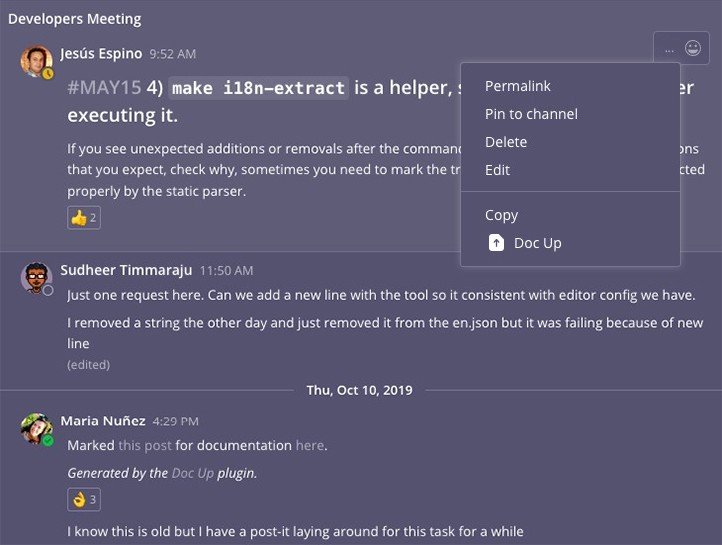 Developers Meeting
Jesús Espino 9:52 AM
...
#MAY15 4) make i18n-extract is a helper, er
executing it.
If you see unexpected additions or removals after the ons
that you expect, check why, sometimes you need to mark the cted
properly by the static parser.
2
Permalink
Pin to channel
Delete
Edit
Copy
Doc Up
Sudheer Timmaraju 11:50 AM
Just one request here. Can we add a new line with the tool so it consistent with editor config we have.
I removed a string the other day and just removed it from the en.json but it was failing because of new
line
(edited)
Thu, Oct 10, 2019
Maria Nuñez 4:29 PM
Marked this post for documentation here.
Generated by the Doc Up plugin.
3
I know this is old but I have a post-it laying around for this task for a while